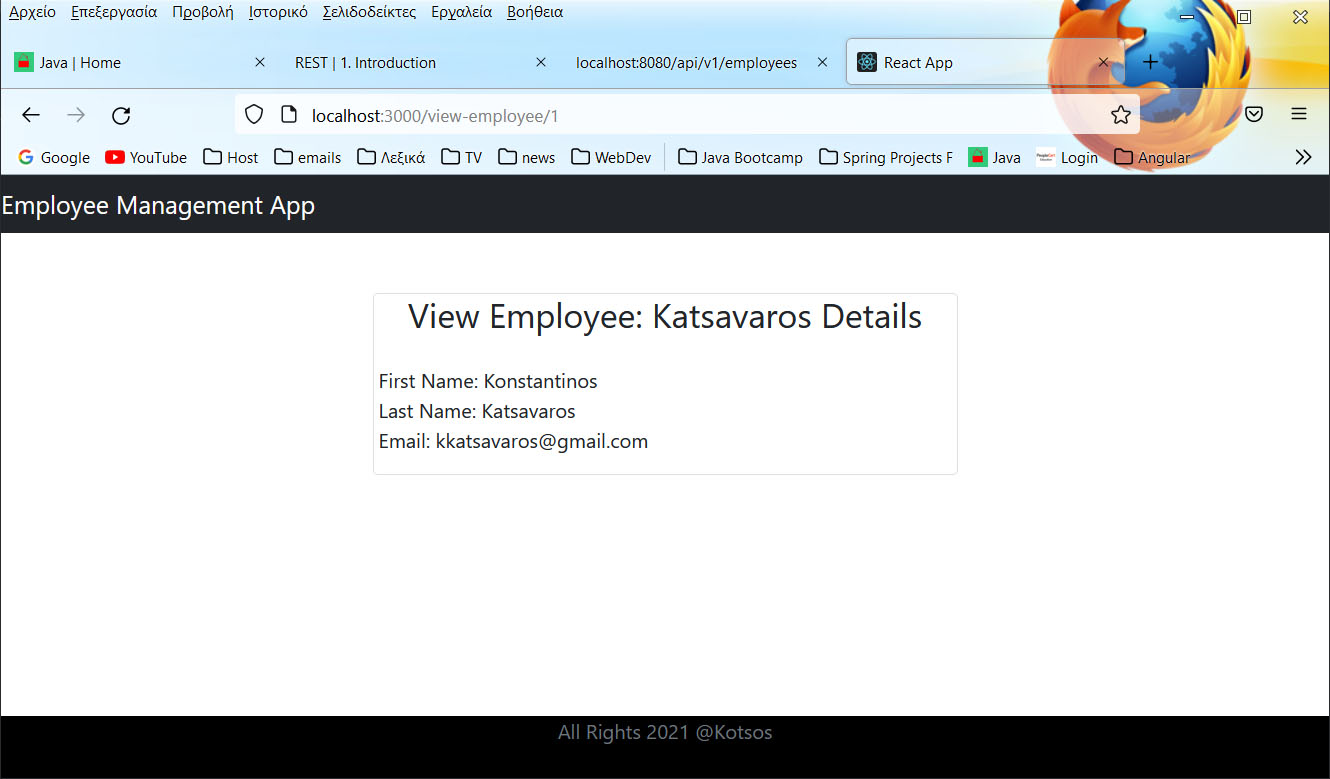 Αρχείο Επεξεργασία Προβολή Ιστορικό Σελιδοδείκτες Εργαλεία Βοήθεια
Java | Home REST | 1. Introduction localhost:8080/api/v1/employees React App
localhost:3000/view-employee/1
Google YouTube Host emails Λεξικά TV news WebDev Java Bootcamp Spring Projects F Java Login Angular
Employee Management App
View Employee: Katsavaros Details
First Name: Konstantinos
Last Name: Katsavaros
Email: kkatsavaros@gmail.com
All Rights 2021 @Kotsos